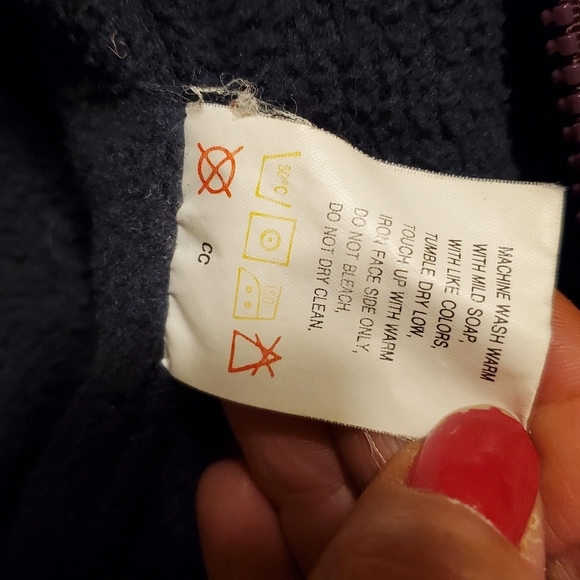 MACHINE WASH WARM
WITH MILD SOAP,
WITH LIKE COLORS,
TUMBLE DRY LOW,
TOUCH UP WITH WARM
IRON FACE SIDE ONLY,
DO NOT BLEACH,
DO NOT DRY CLEAN.
50°C
CC